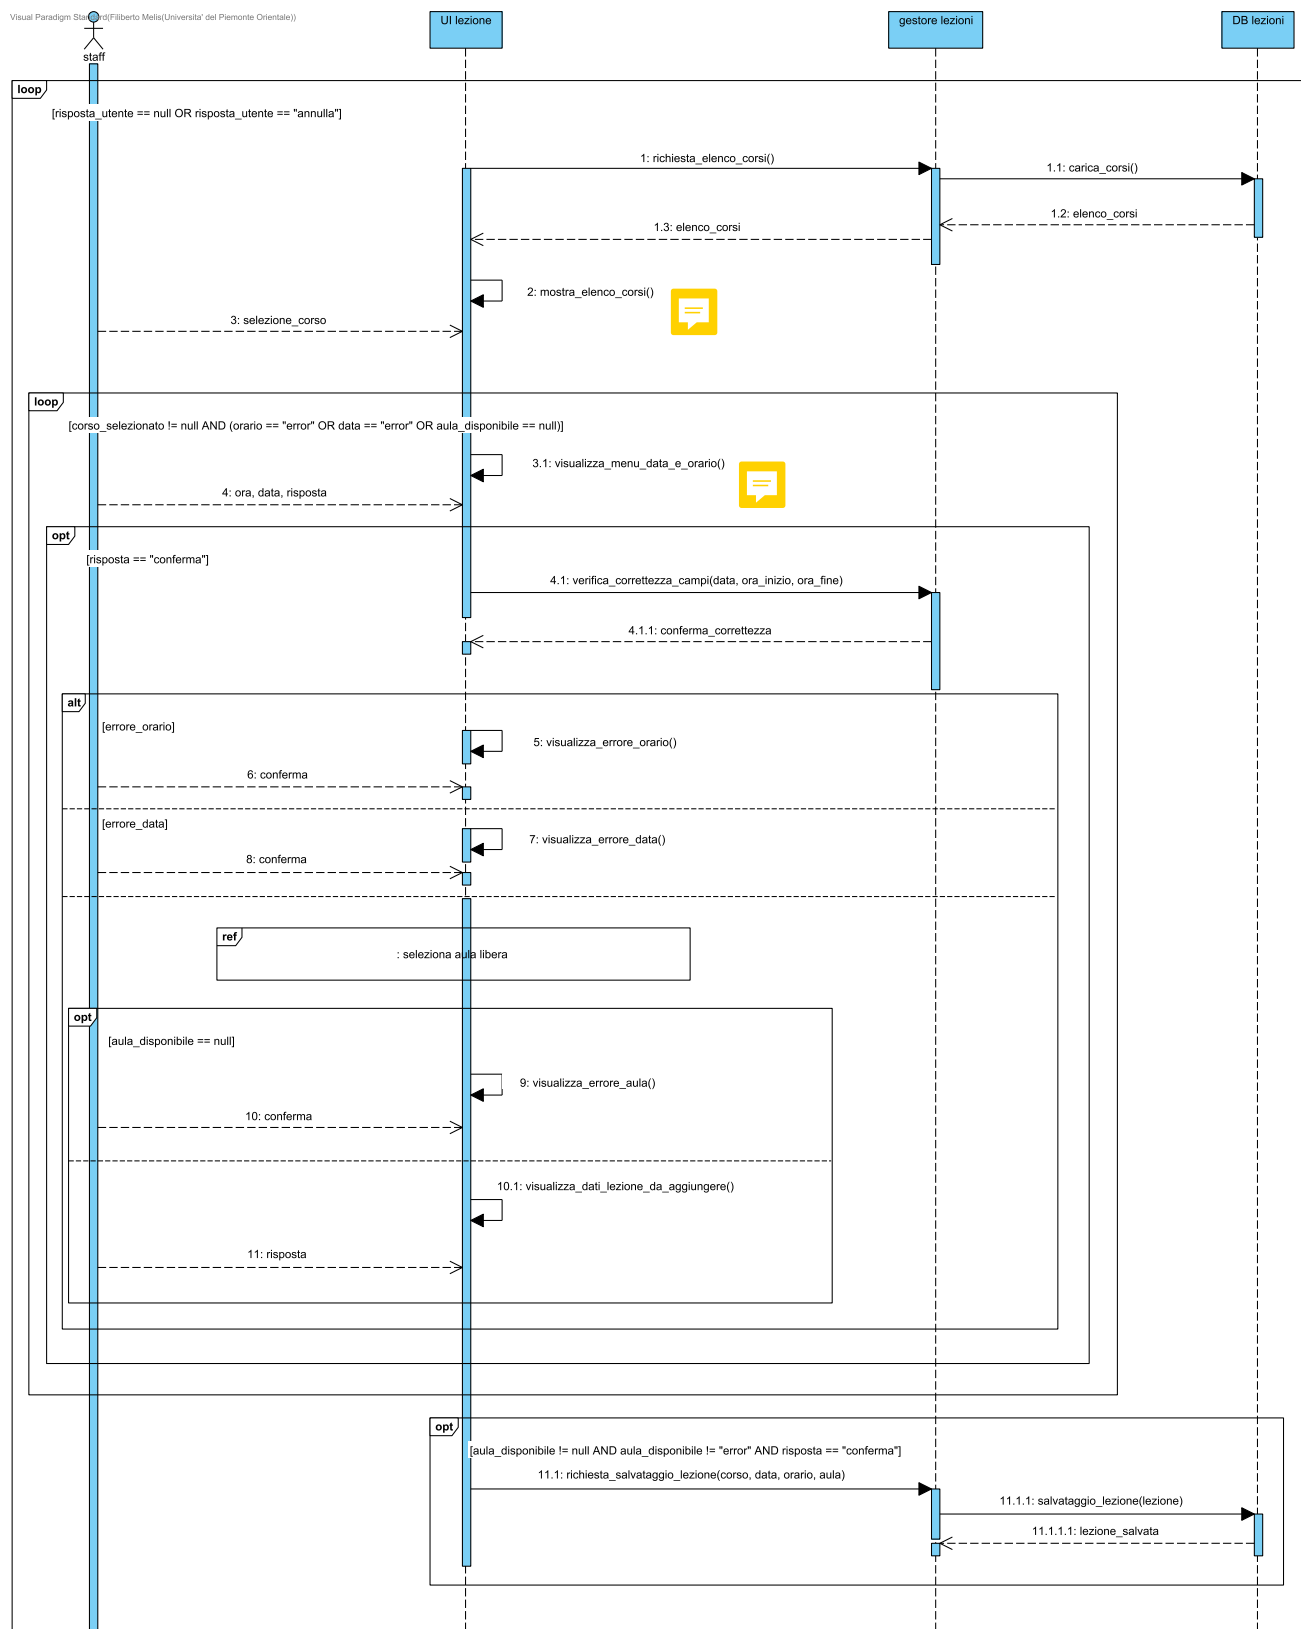 Visual Paradigm Standard(Filiberto Melis(Universita' del Piemonte Orientale))
staff
UI lezione
gestore lezioni
DB lezioni
loop
[risposta_utente == null OR risposta_utente == "annulla"]
1: richiesta_elenco_corsi()
1.1: carica_corsi()
1.2: elenco_corsi
1.3: elenco_corsi
2: mostra_elenco_corsi()
3: selezione_corso
loop
[corso_selezionato != null AND (orario == "error" OR data == "error" OR aula_disponibile == null)]
3.1: visualizza_menu_data_e_orario()
4: ora, data, risposta
opt
[risposta == "conferma"]
4.1: verifica_correttezza_campi(data, ora_inizio, ora_fine)
4.1.1: conferma_correttezza
alt
[errore_orario]
5: visualizza_errore_orario()
6: conferma
[errore_data]
7: visualizza_errore_data()
8: conferma
ref
: seleziona aula libera
opt
[aula_disponibile == null]
9: visualizza_errore_aula()
10: conferma
10.1: visualizza_dati_lezione_da_aggiungere()
11: risposta
opt
[aula_disponibile != null AND aula_disponibile != "error" AND risposta == "conferma"]
11.1: richiesta_salvataggio_lezione(corso, data, orario, aula)
11.1.1: salvataggio_lezione(lezione)
11.1.1.1: lezione_salvata